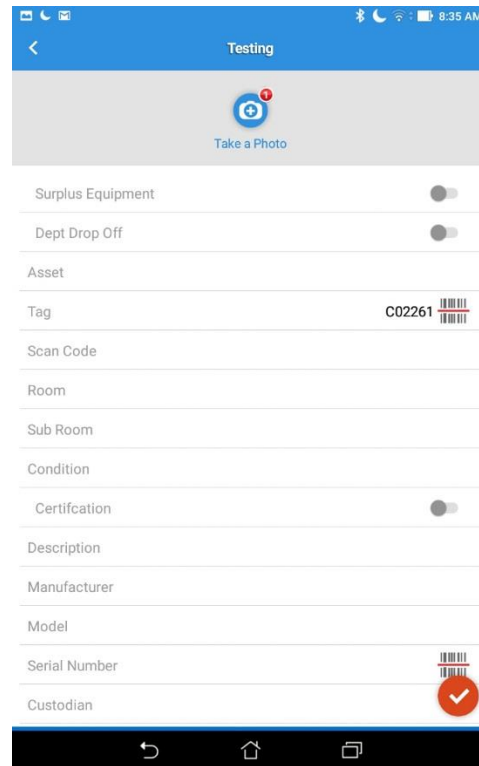 8:35 AM
Testing
1
Take a Photo
Surplus Equipment
Dept Drop Off
Asset
Tag C02261
Scan Code
Room
Sub Room
Condition
Certifcation
Description
Manufacturer
Model
Serial Number
Custodian